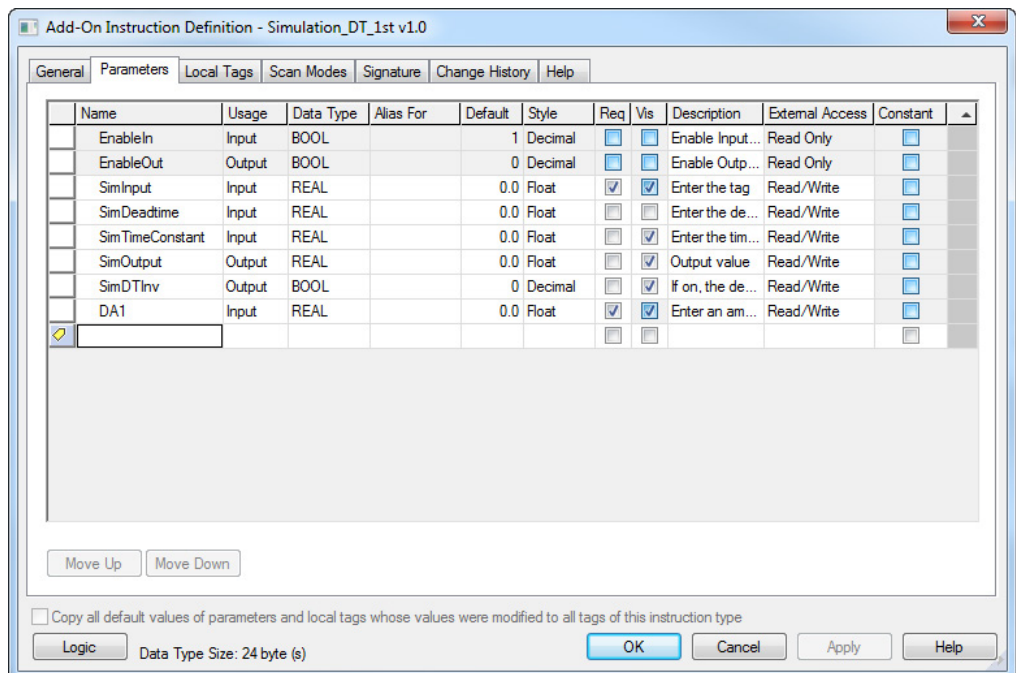 Add-On Instruction Definition - Simulation_DT_1st v1.0
General Parameters Local Tags Scan Modes Signature Change History Help
Name Usage Data Type Alias For Default Style Req Vis Description External Access Constant
EnableIn Input BOOL 1 Decimal Enable Input... Read Only
EnableOut Output BOOL 0 Decimal Enable Outp... Read Only
SimInput Input REAL 0.0 Float Enter the tag Read/Write
SimDeadtime Input REAL 0.0 Float Enter the de... Read/Write
SimTimeConstant Input REAL 0.0 Float Enter the tim... Read/Write
SimOutput Output REAL 0.0 Float Output value Read/Write
SimDTInv Output BOOL 0 Decimal If on, the de... Read/Write
DA1 Input REAL 0.0 Float Enter an am... Read/Write
Move Up Move Down
Copy all default values of parameters and local tags whose values were modified to all tags of this instruction type
Logic Data Type Size: 24 byte (s) OK Cancel Apply Help